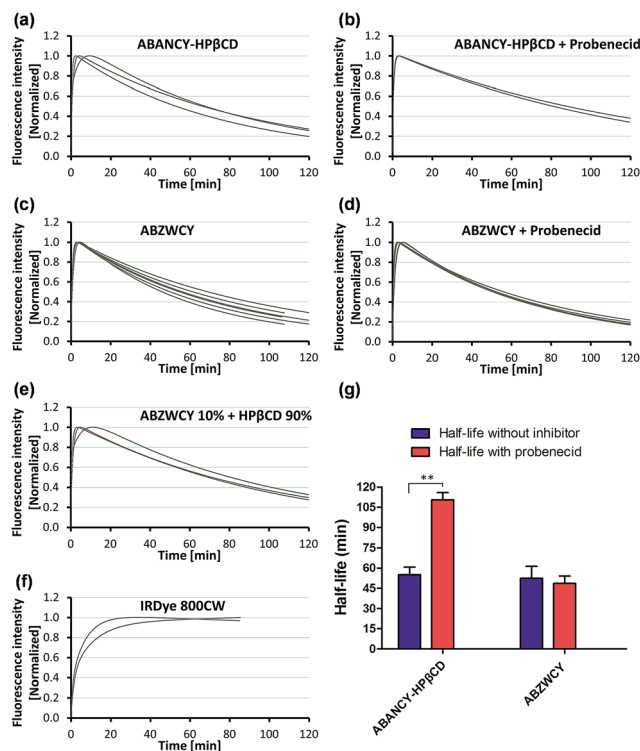 (a)
ABANCY-HPβCD
Fluorescence intensity
[Normalized]
1.2
1.0
0.8
0.6
0.4
0.2
0.0
0 20 40 60 80 100 120
Time [min]
(b)
ABANCY-HPβCD + Probenecid
Fluorescence intensity
[Normalized]
1.2
1.0
0.8
0.6
0.4
0.2
0.0
0 20 40 60 80 100 120
Time [min]
(c)
ABZWCY
Fluorescence intensity
[Normalized]
1.2
1.0
0.8
0.6
0.4
0.2
0.0
0 20 40 60 80 100 120
Time [min]
(d)
ABZWCY + Probenecid
Fluorescence intensity
[Normalized]
1.2
1.0
0.8
0.6
0.4
0.2
0.0
0 20 40 60 80 100 120
Time [min]
(e)
ABZWCY 10% + HPβCD 90%
Fluorescence intensity
[Normalized]
1.2
1.0
0.8
0.6
0.4
0.2
0.0
0 20 40 60 80 100 120
Time [min]
(f)
IRDye 800CW
Fluorescence intensity
[Normalized]
1.2
1.0
0.8
0.6
0.4
0.2
0.0
0 20 40 60 80 100 120
Time [min]
(g)
Half-life without inhibitor
Half-life with probenecid
**
Half-life (min)
120
105
90
75
60
45
30
15
0
ABANCY-HPβCD
ABZWCY